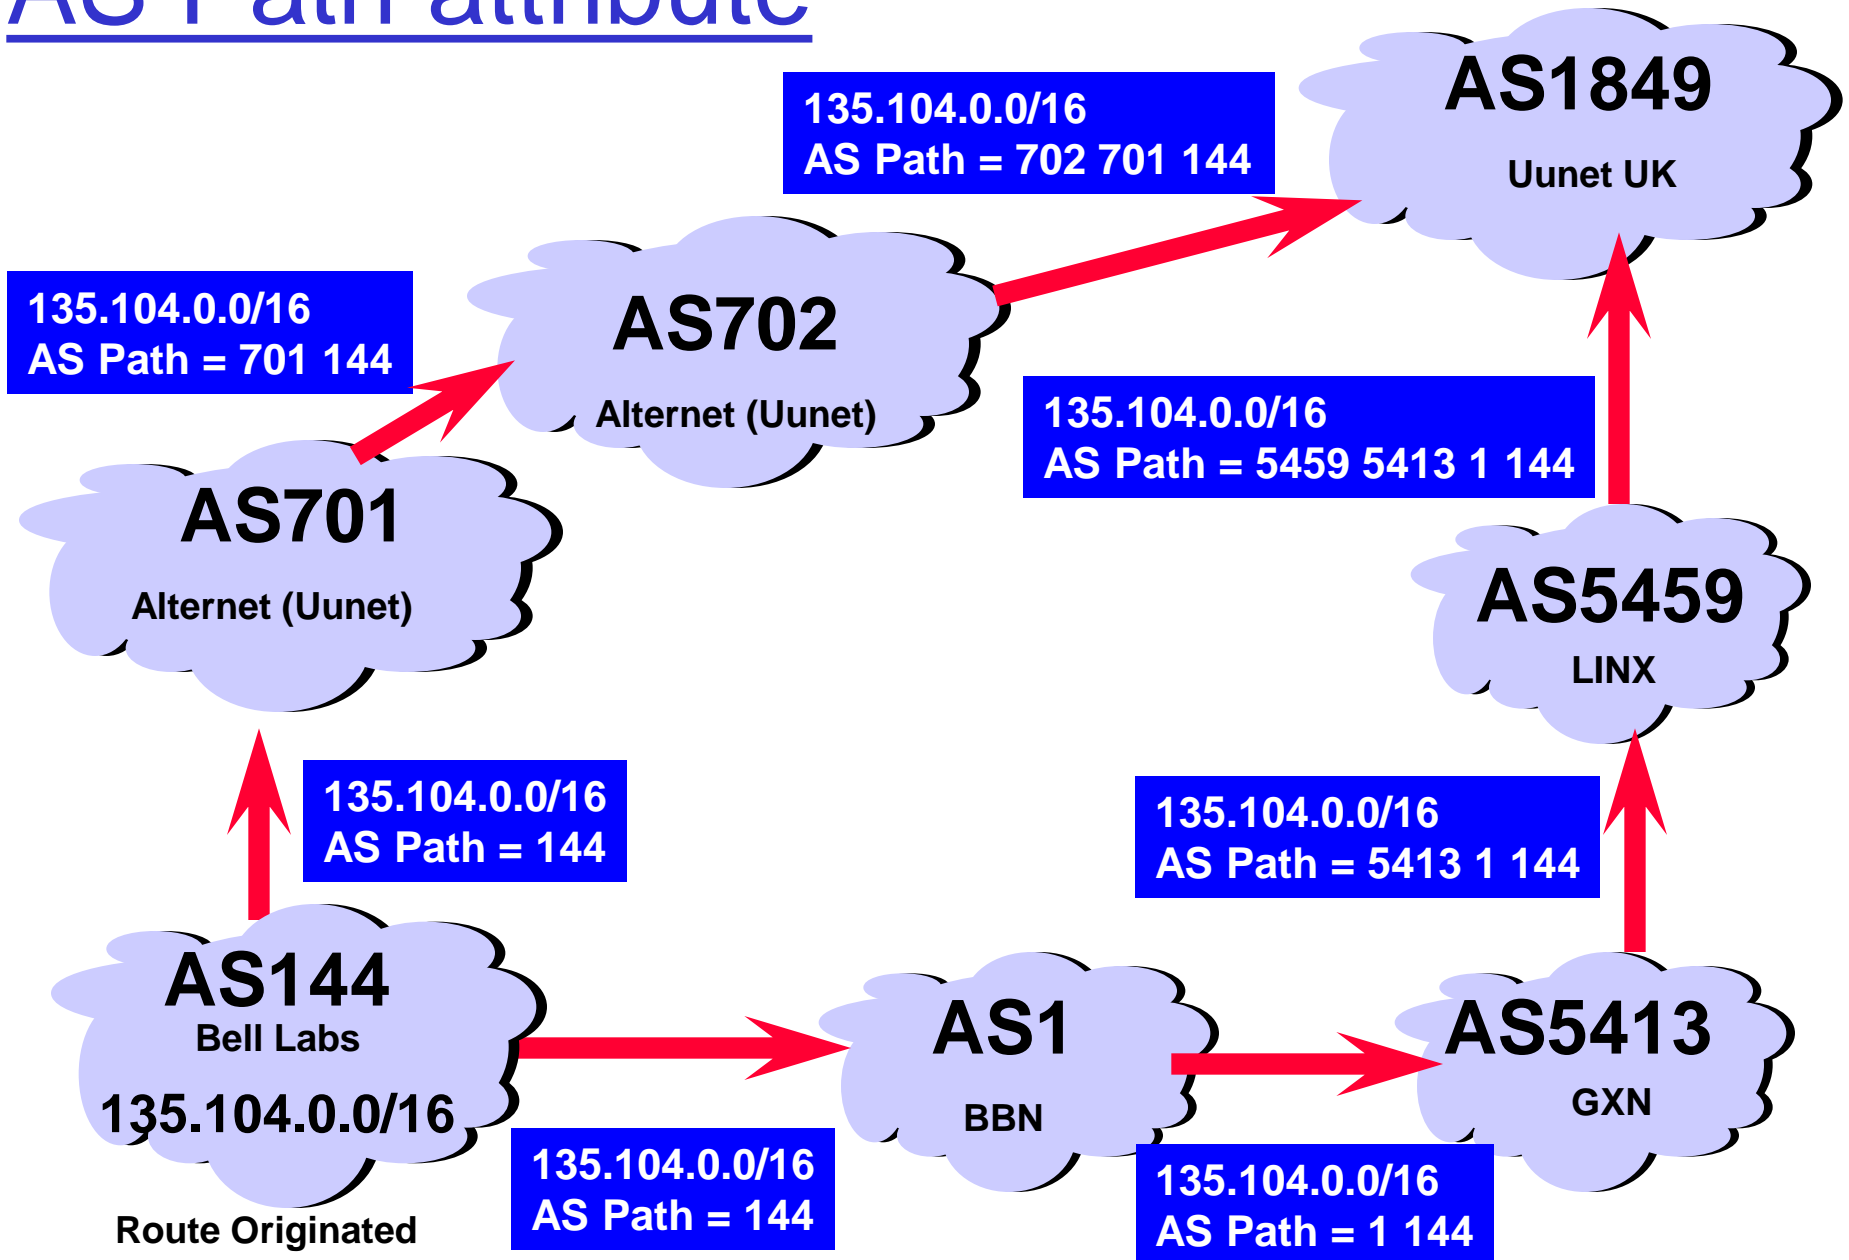 AS Path attribute
135.104.0.0/16
AS Path = 702 701 144
AS1849
Uunet UK
135.104.0.0/16
AS Path = 701 144
AS702
Alternet (Uunet)
135.104.0.0/16
AS Path = 5459 5413 1 144
AS701
Alternet (Uunet)
AS5459
LINX
135.104.0.0/16
AS Path = 144
135.104.0.0/16
AS Path = 5413 1 144
AS144
Bell Labs
135.104.0.0/16
Route Originated
135.104.0.0/16
AS Path = 144
AS1
BBN
135.104.0.0/16
AS Path = 1 144
AS5413
GXN